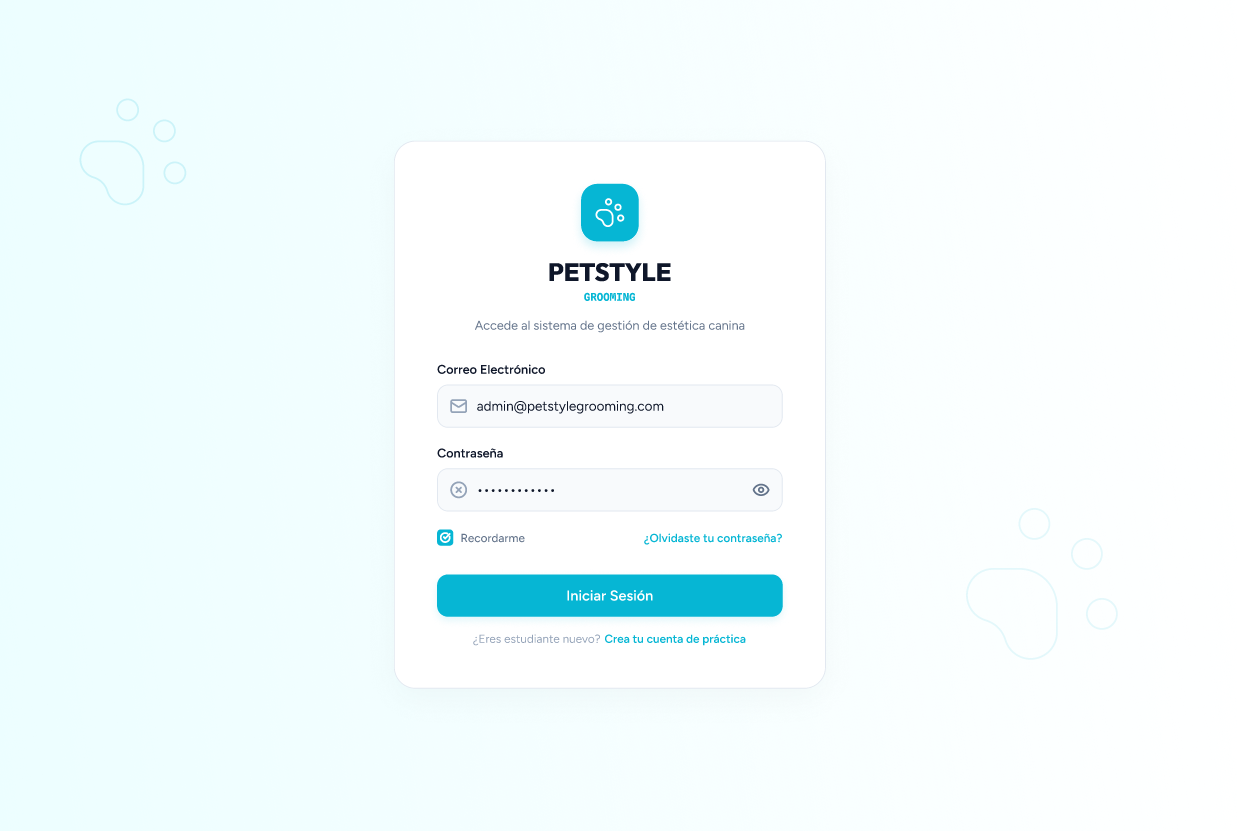 PETSTYLE
GROOMING
Accede al sistema de gestión de estética canina
Correo Electrónico
admin@petstylegrooming.com
Contraseña
••••••••••••
Recordarme
¿Olvidaste tu contraseña?
Iniciar Sesión
¿Eres estudiante nuevo? Crea tu cuenta de práctica